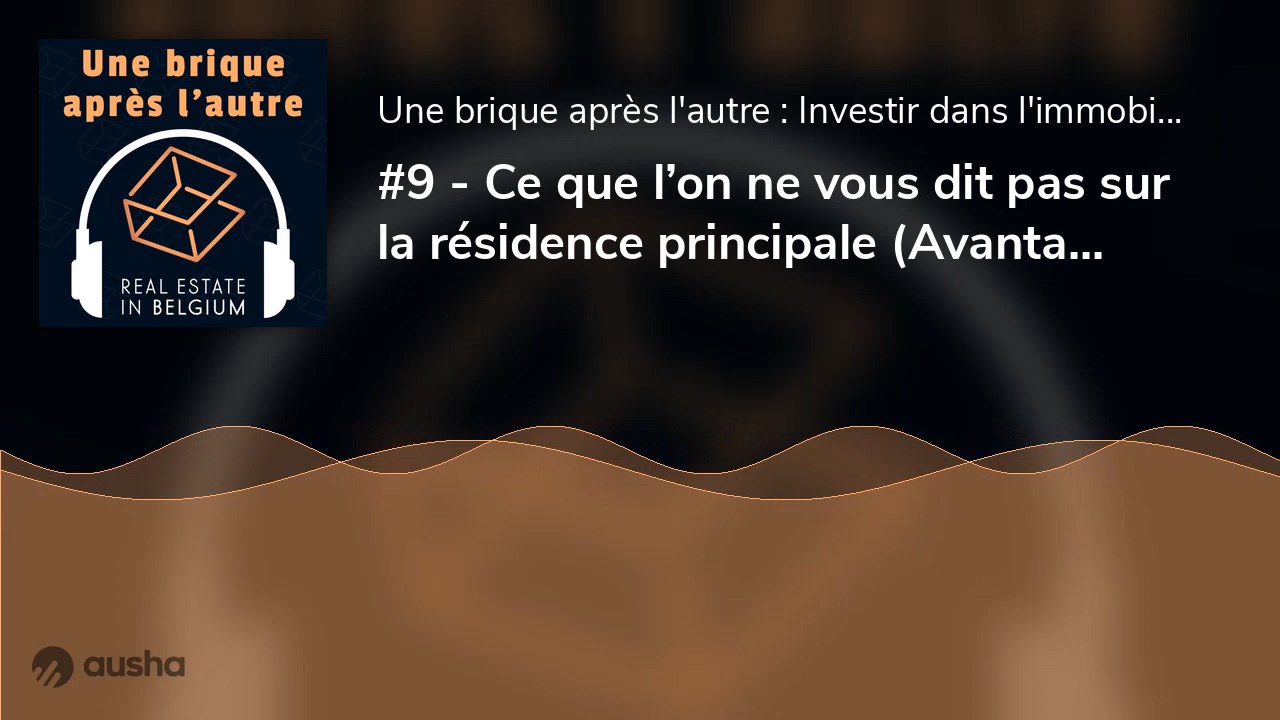 Une brique
après l'autre
REAL ESTATE
IN BELGIUM
Une brique après l'autre : Investir dans l'immobi...
#9 - Ce que l’on ne vous dit pas sur
la résidence principale (Avanta...
ausha